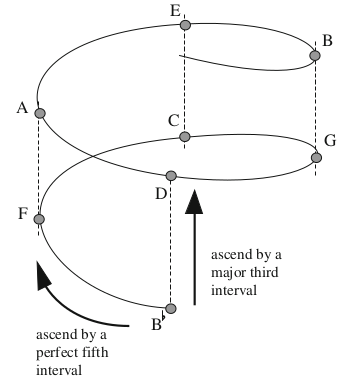 E
B
A
C
G
D
F
ascend by a
major third
interval
B♭
ascend by a
perfect fifth
interval